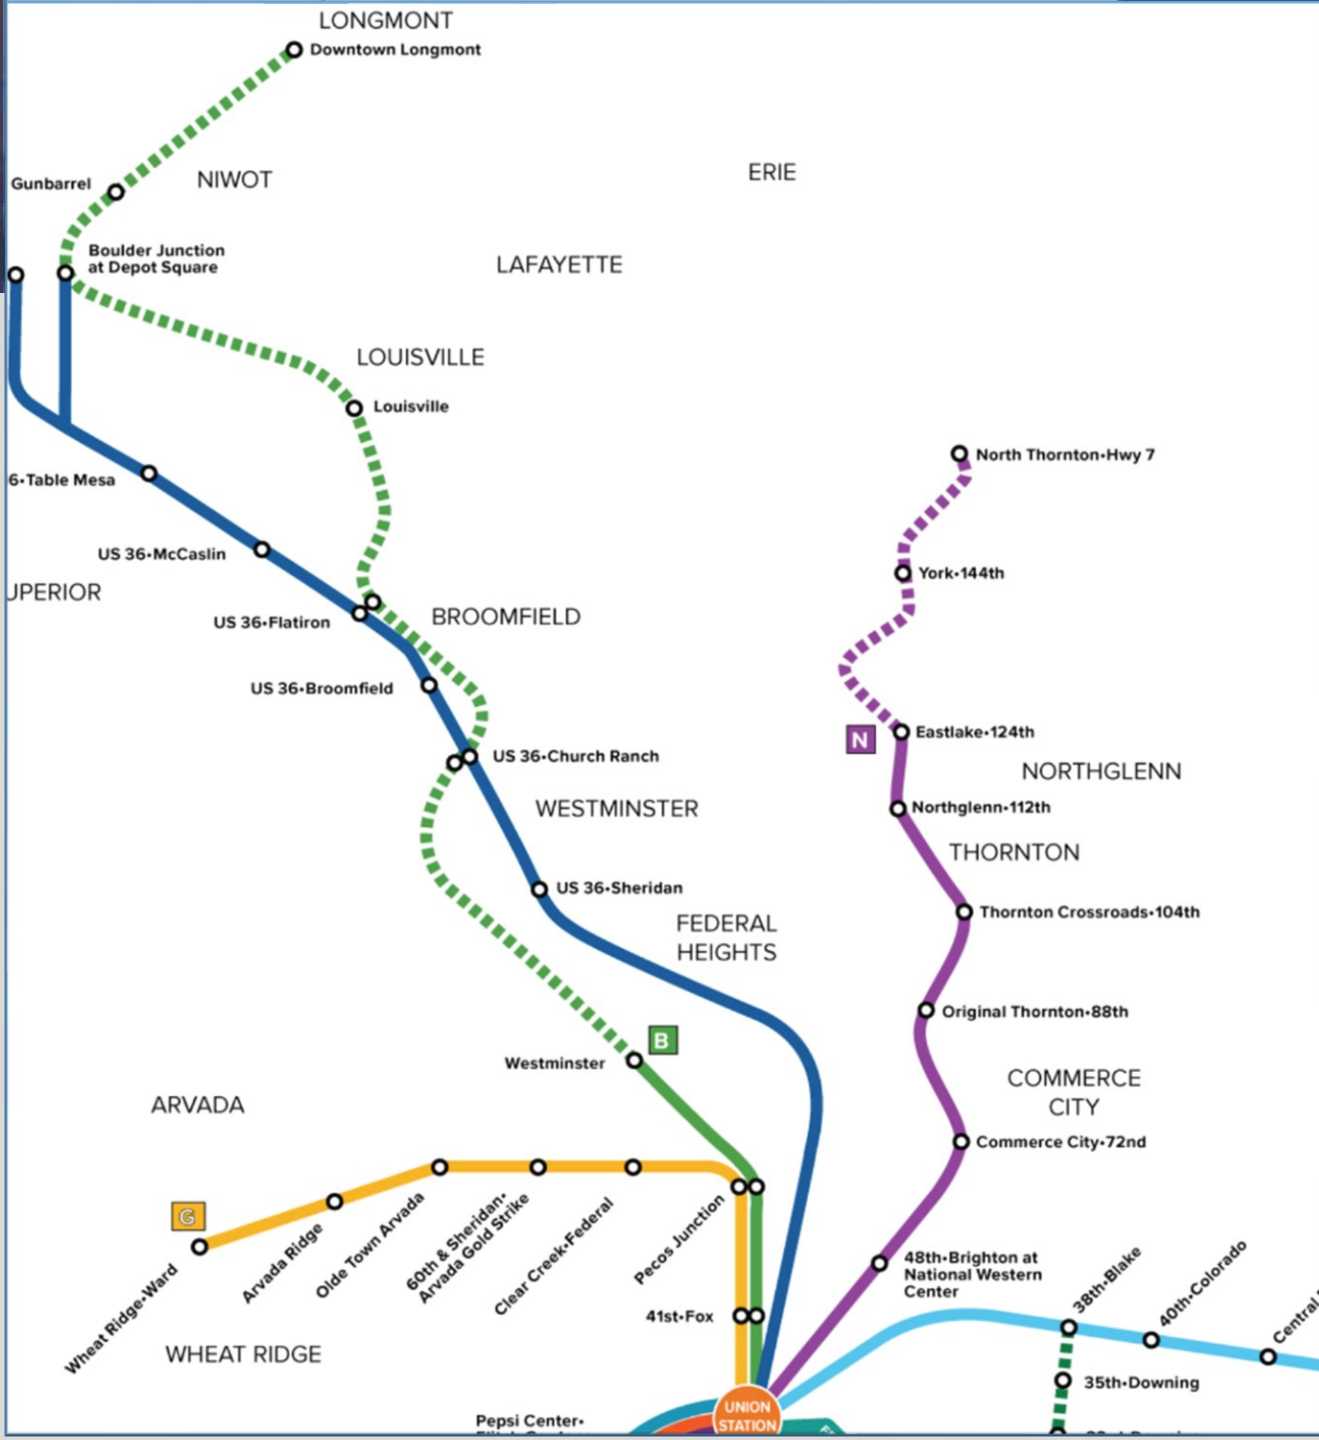 LONGMONT
Downtown Longmont
Gunbarrel
NIWOT
ERIE
Boulder Junction
at Depot Square
LAFAYETTE
LOUISVILLE
Louisville
North Thornton•Hwy 7
6•Table Mesa
US 36•McCaslin
York•144th
UPERIOR
US 36•Flatiron
BROOMFIELD
US 36•Broomfield
N
Eastlake•124th
US 36•Church Ranch
NORTHGLENN
WESTMINSTER
Northglenn•112th
THORNTON
US 36•Sheridan
Thornton Crossroads•104th
FEDERAL
HEIGHTS
Original Thornton•88th
B
Westminster
COMMERCE
CITY
ARVADA
Commerce City•72nd
G
Wheat Ridge•Ward
Arvada Ridge
Olde Town Arvada
60th & Sheridan•
Arvada Gold Strike
Clear Creek•Federal
Pecos Junction
48th•Brighton at
National Western
Center
41st•Fox
38th•Blake
40th•Colorado
Central
WHEAT RIDGE
35th•Downing
UNION
STATION
Pepsi Center•